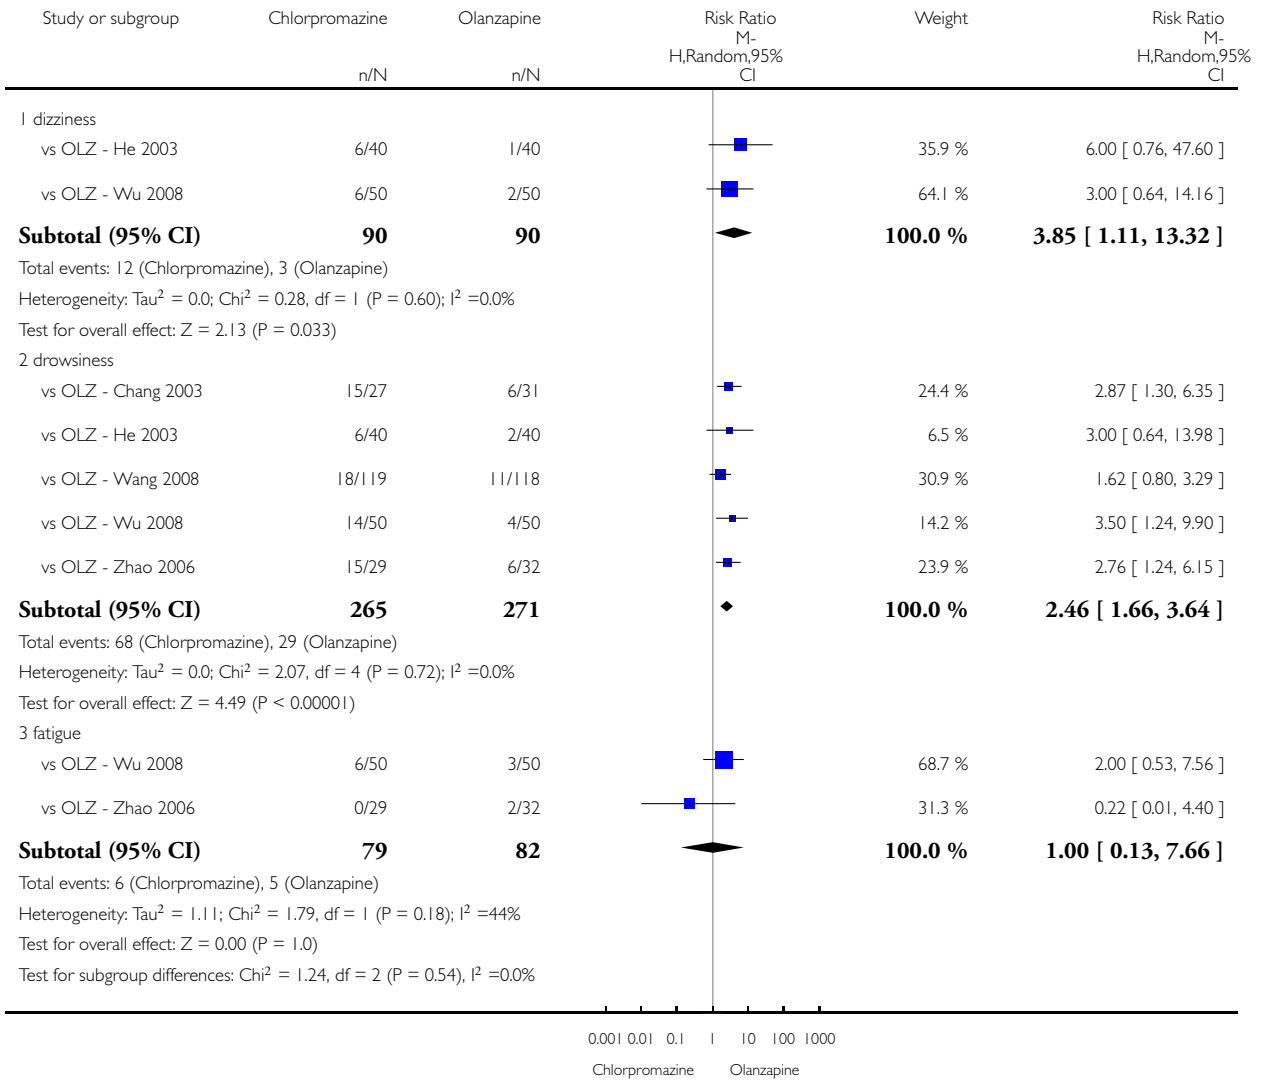 Study or subgroup Chlorpromazine Olanzapine Risk Ratio Weight Risk Ratio
M- M-
H,Random,95% H,Random,95%
n/N n/N CI CI
1 dizziness
vs OLZ - He 2003 6/40 1/40 35.9 % 6.00 [ 0.76, 47.60 ]
vs OLZ - Wu 2008 6/50 2/50 64.1 % 3.00 [ 0.64, 14.16 ]
Subtotal (95% CI) 90 90 100.0 % 3.85 [ 1.11, 13.32 ]
Total events: 12 (Chlorpromazine), 3 (Olanzapine)
Heterogeneity: Tau² = 0.0; Chi² = 0.28, df = 1 (P = 0.60); I² =0.0%
Test for overall effect: Z = 2.13 (P = 0.033)
2 drowsiness
vs OLZ - Chang 2003 15/27 6/31 24.4 % 2.87 [ 1.30, 6.35 ]
vs OLZ - He 2003 6/40 2/40 6.5 % 3.00 [ 0.64, 13.98 ]
vs OLZ - Wang 2008 18/119 11/118 30.9 % 1.62 [ 0.80, 3.29 ]
vs OLZ - Wu 2008 14/50 4/50 14.2 % 3.50 [ 1.24, 9.90 ]
vs OLZ - Zhao 2006 15/29 6/32 23.9 % 2.76 [ 1.24, 6.15 ]
Subtotal (95% CI) 265 271 100.0 % 2.46 [ 1.66, 3.64 ]
Total events: 68 (Chlorpromazine), 29 (Olanzapine)
Heterogeneity: Tau² = 0.0; Chi² = 2.07, df = 4 (P = 0.72); I² =0.0%
Test for overall effect: Z = 4.49 (P < 0.00001)
3 fatigue
vs OLZ - Wu 2008 6/50 3/50 68.7 % 2.00 [ 0.53, 7.56 ]
vs OLZ - Zhao 2006 0/29 2/32 31.3 % 0.22 [ 0.01, 4.40 ]
Subtotal (95% CI) 79 82 100.0 % 1.00 [ 0.13, 7.66 ]
Total events: 6 (Chlorpromazine), 5 (Olanzapine)
Heterogeneity: Tau² = 1.11; Chi² = 1.79, df = 1 (P = 0.18); I² =44%
Test for overall effect: Z = 0.00 (P = 1.0)
Test for subgroup differences: Chi² = 1.24, df = 2 (P = 0.54), I² =0.0%
0.001 0.01 0.1 1 10 100 1000
Chlorpromazine Olanzapine